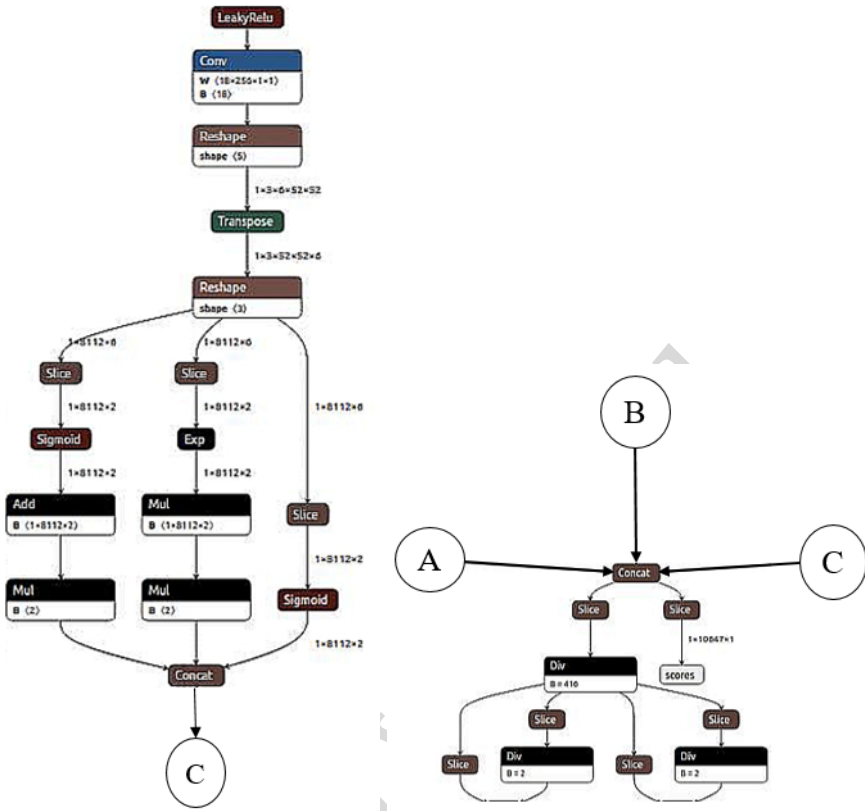 LeakyRelu
Conv
W ⟨18×256×1×1⟩
B ⟨18⟩
Reshape
shape ⟨5⟩
1×3×6×52×52
Transpose
1×3×52×52×6
Reshape
shape ⟨3⟩
1×8112×6
1×8112×6
1×8112×6
Slice
Slice
1×8112×2
1×8112×2
Sigmoid
Exp
1×8112×2
1×8112×2
Add
B ⟨1×8112×2⟩
Mul
B ⟨1×8112×2⟩
Slice
1×8112×2
Mul
B ⟨2⟩
Mul
B ⟨2⟩
Sigmoid
1×8112×2
Concat
C
B
A
C
Concat
Slice
Slice
1×10647×1
Div
B = 416
scores
Slice
Slice
Slice
Slice
Div
B = 2
Div
B = 2